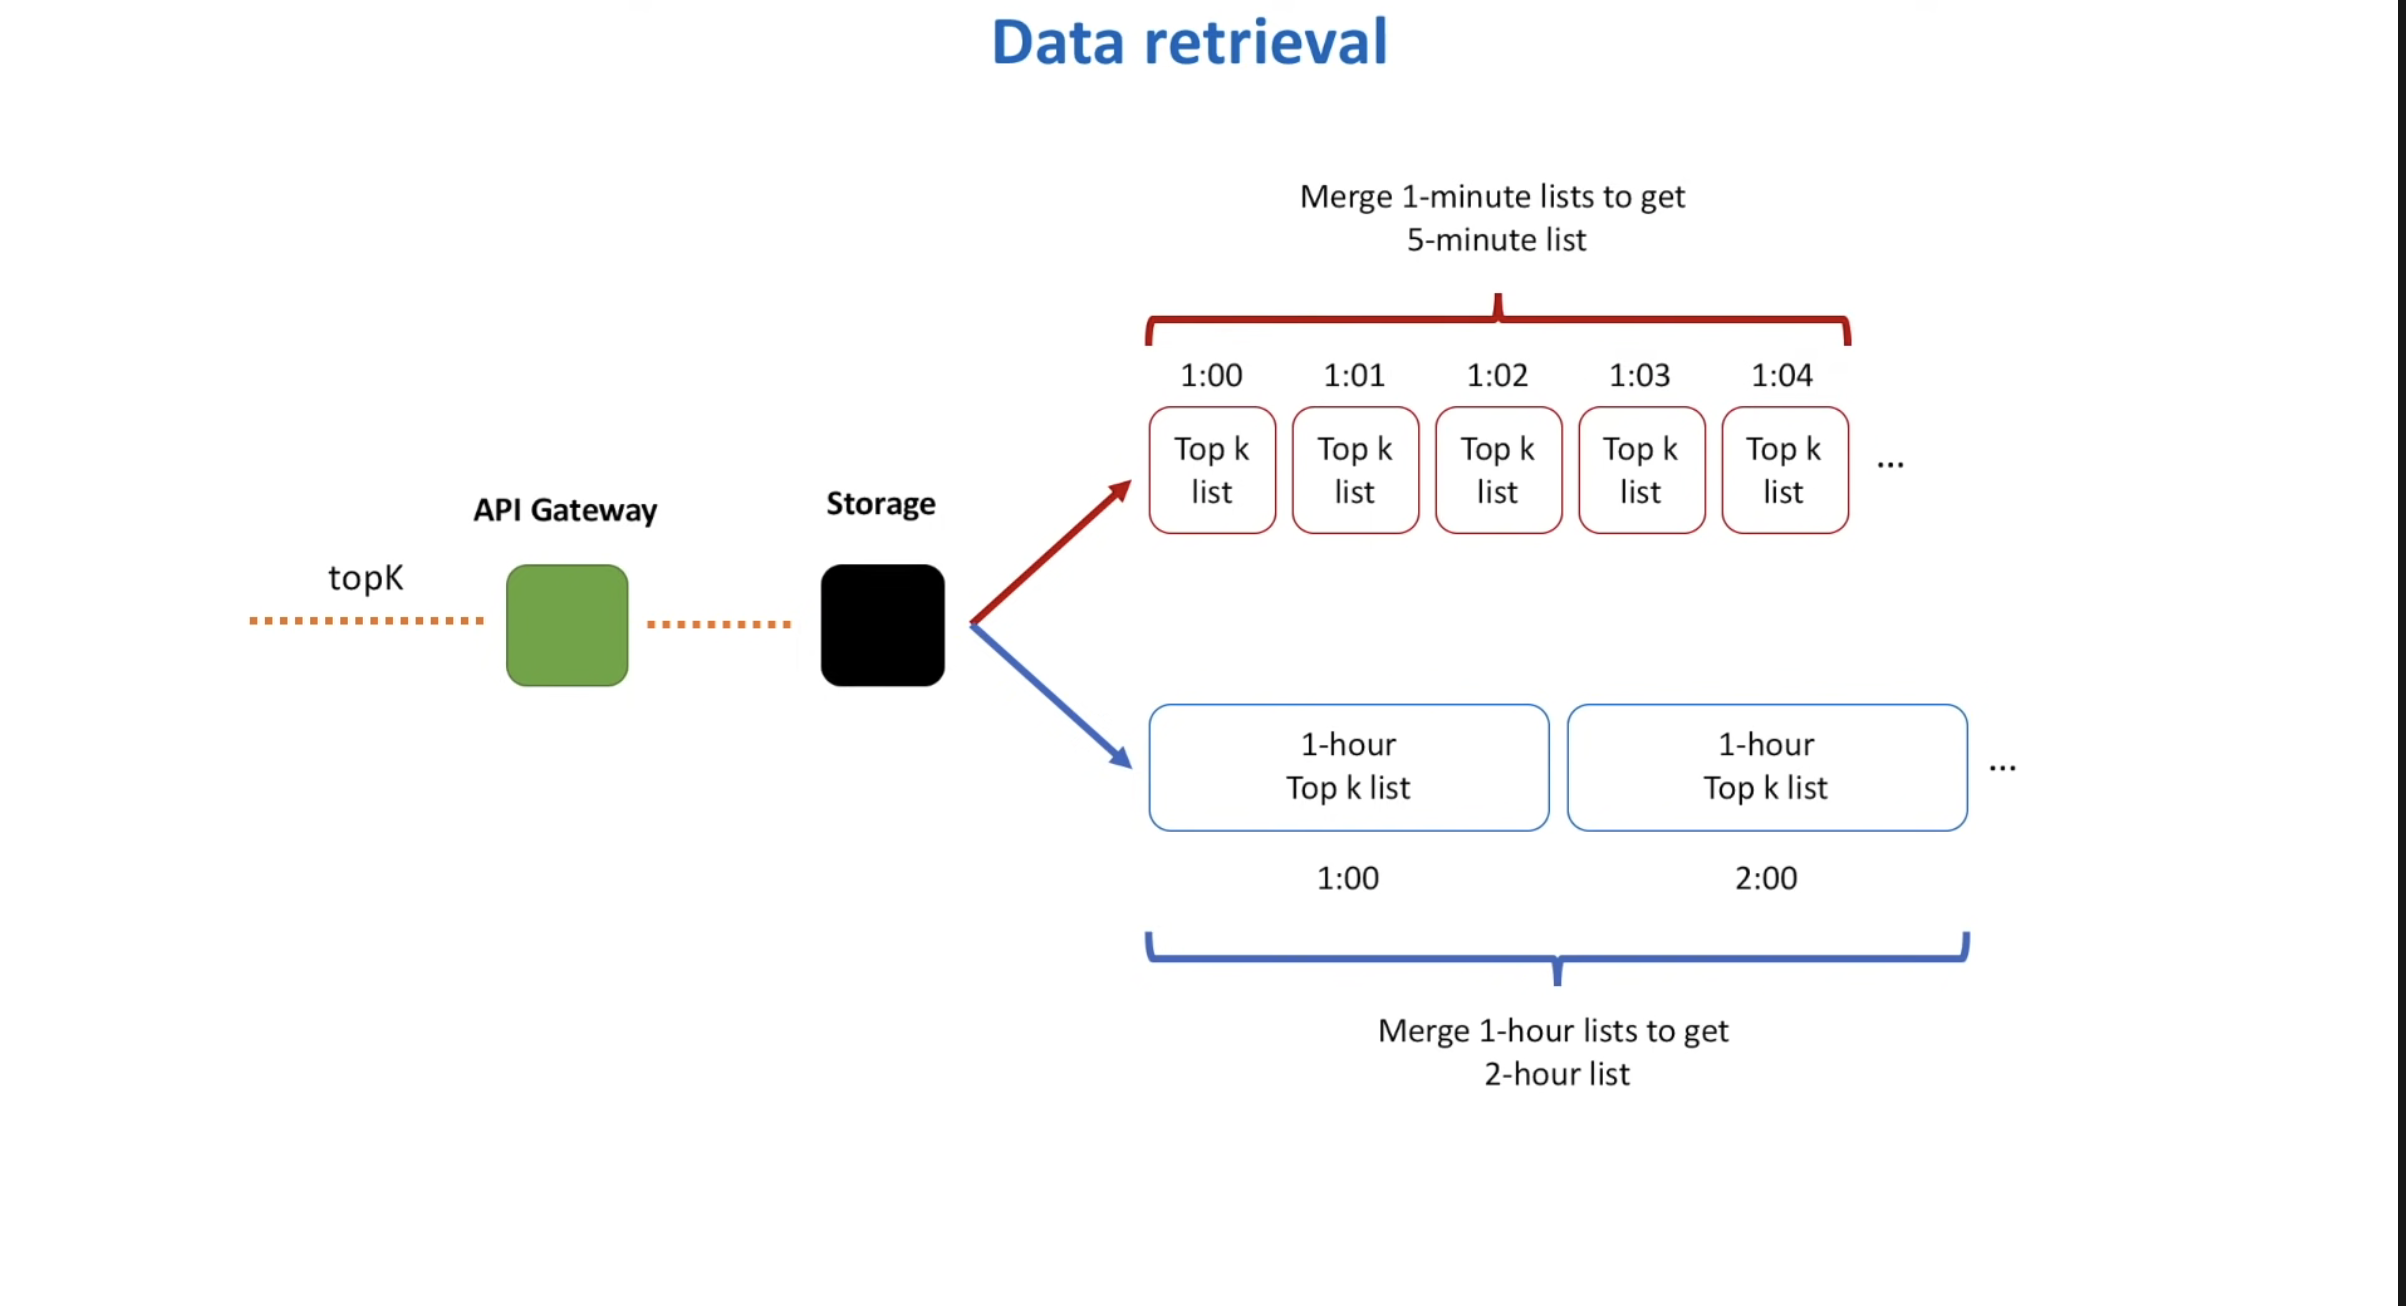 Data retrieval
Merge 1-minute lists to get
5-minute list
1:00 1:01 1:02 1:03 1:04
Top k Top k Top k Top k Top k
list list list list list
...
API Gateway
Storage
topK
1-hour
Top k list
1-hour
Top k list
...
1:00 2:00
Merge 1-hour lists to get
2-hour list